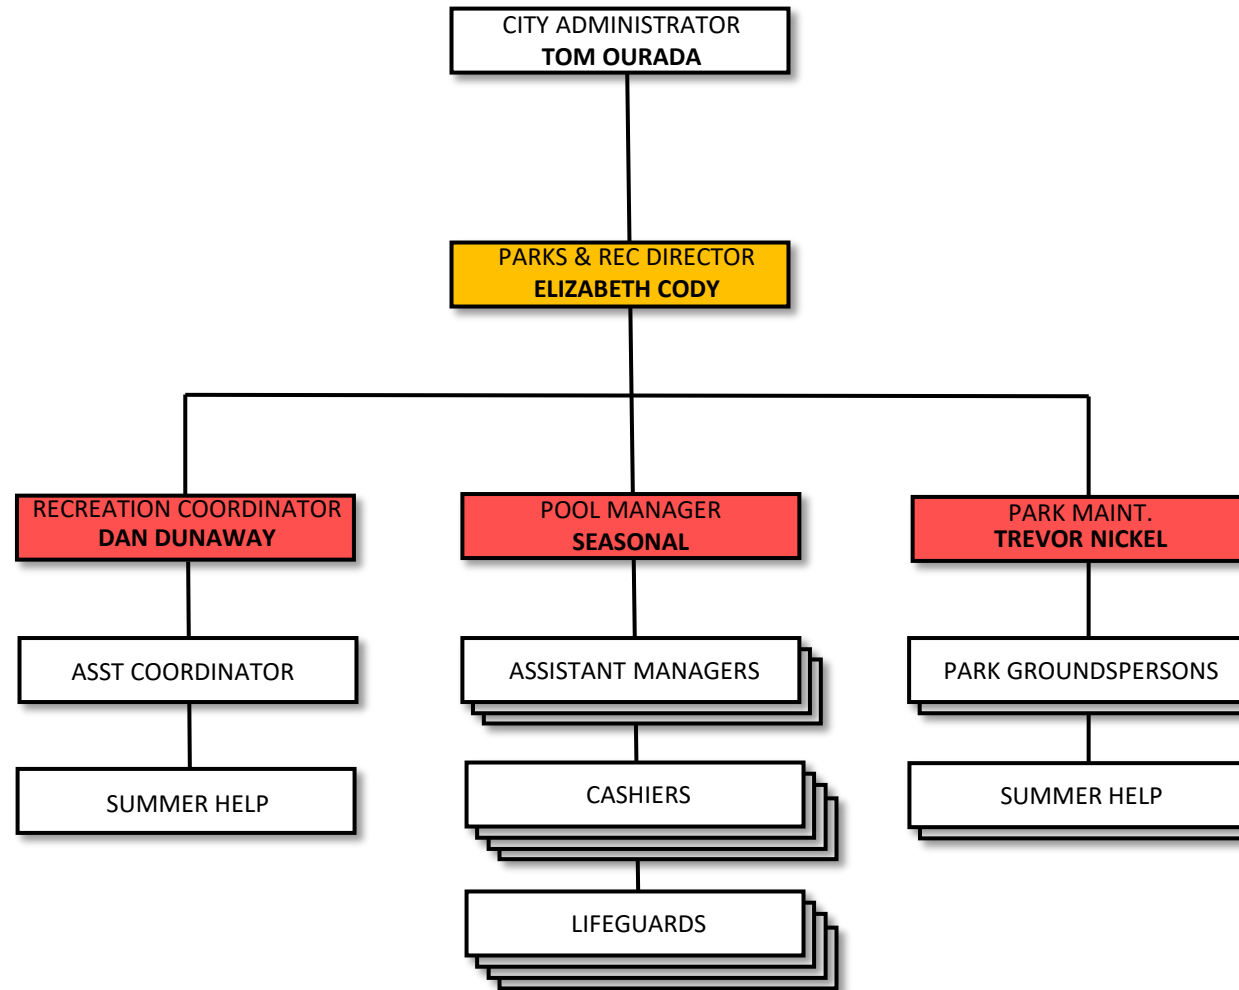 CITY ADMINISTRATOR
TOM OURADA
PARKS & REC DIRECTOR
ELIZABETH CODY
RECREATION COORDINATOR
DAN DUNAWAY
POOL MANAGER
SEASONAL
PARK MAINT.
TREVOR NICKEL
ASST COORDINATOR
ASSISTANT MANAGERS
PARK GROUNDSPERSONS
SUMMER HELP
CASHIERS
SUMMER HELP
LIFEGUARDS